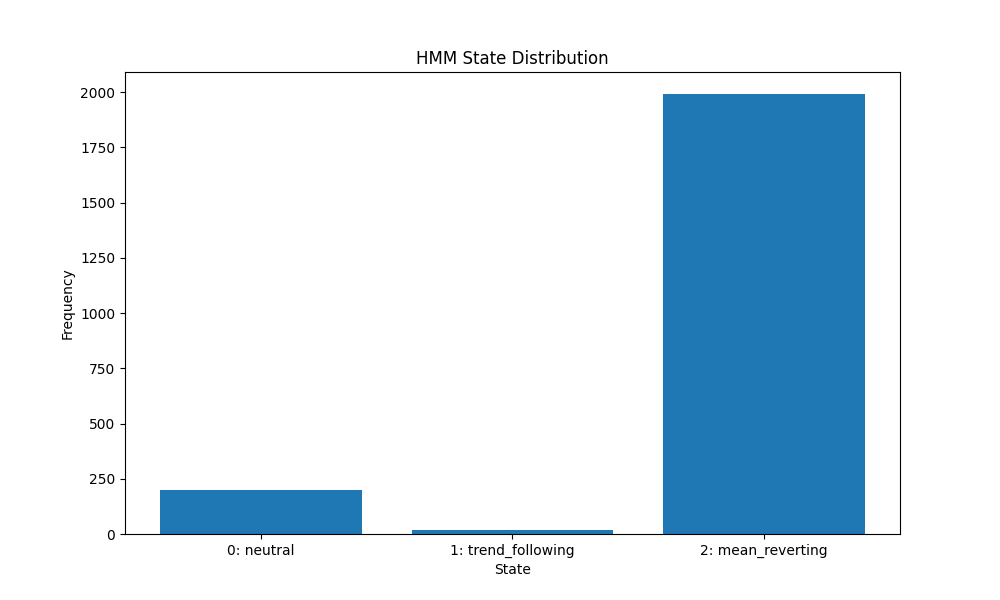 HMM State Distribution
Frequency
2000
1750
1500
1250
1000
750
500
250
0
0: neutral
1: trend_following
2: mean_reverting
State